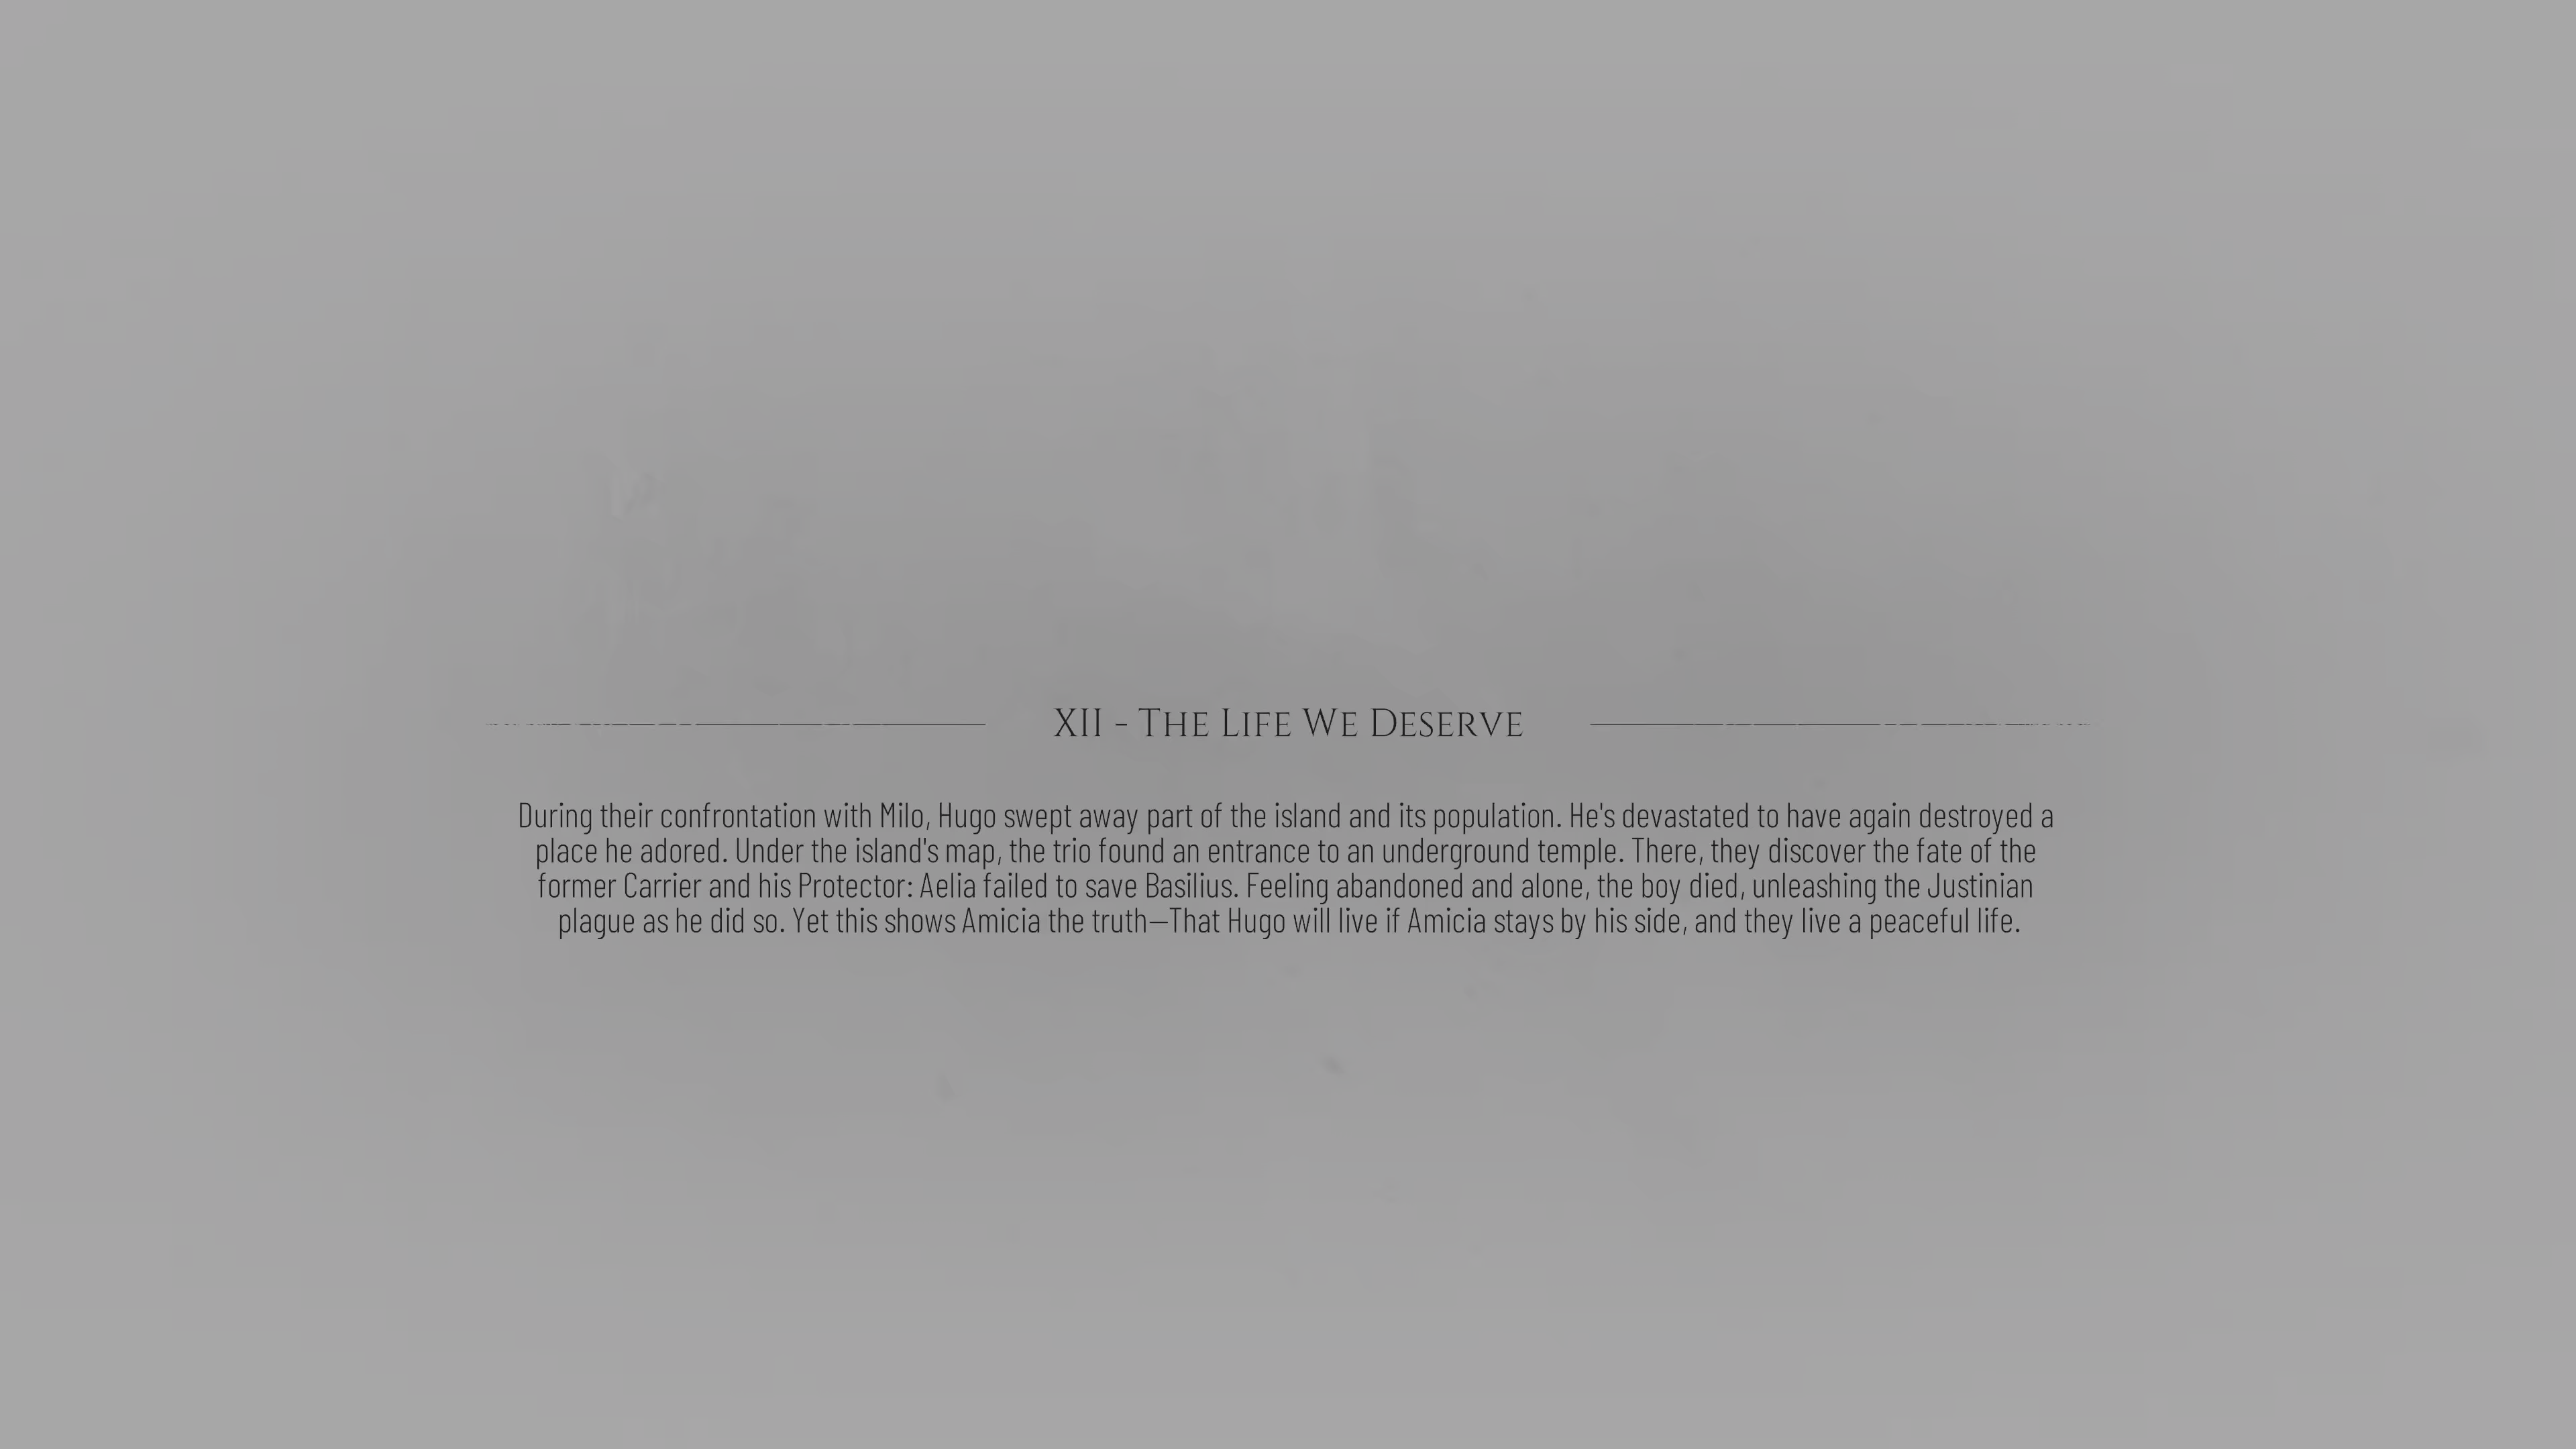 XII - The Life We Deserve
During their confrontation with Milo, Hugo swept away part of the island and its population. He's devastated to have again destroyed a
place he adored. Under the island's map, the trio found an entrance to an underground temple. There, they discover the fate of the
former Carrier and his Protector: Aelia failed to save Basilius. Feeling abandoned and alone, the boy died, unleashing the Justinian
plague as he did so. Yet this shows Amicia the truth—That Hugo will live if Amicia stays by his side, and they live a peaceful life.